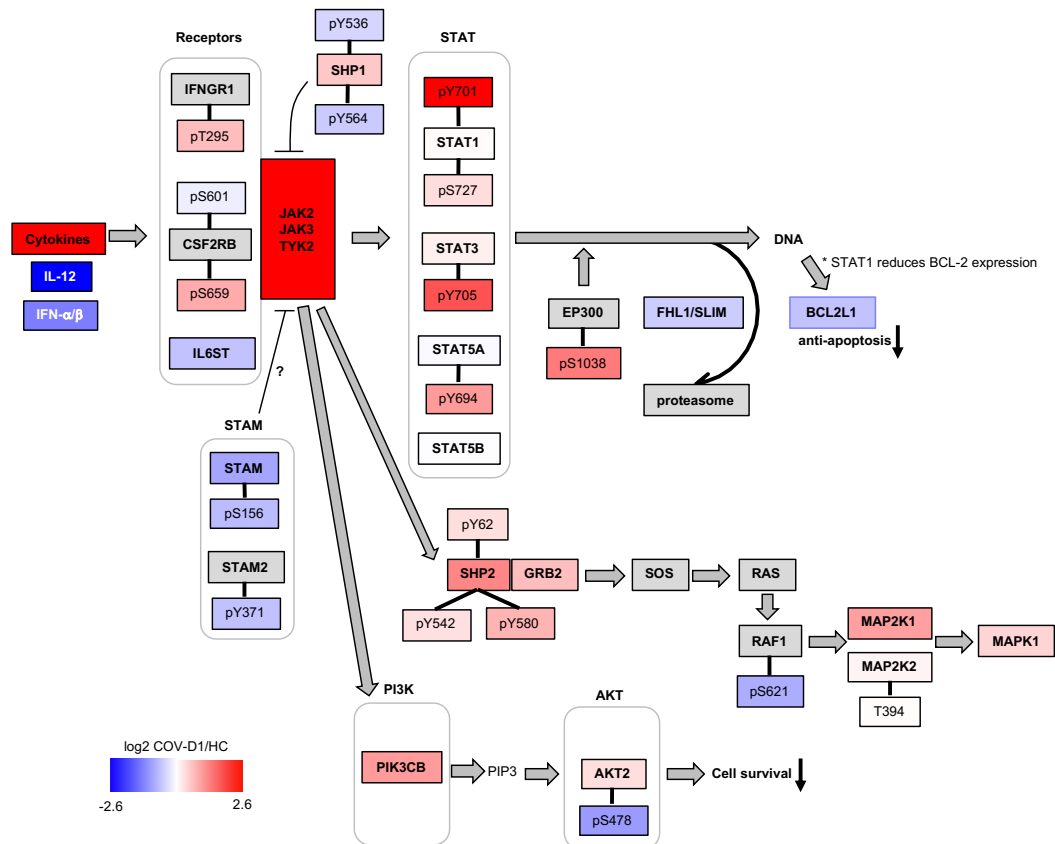 Receptors
pY536
STAT
SHP1
pY564
IFNGR1
pT295
pS601
CSF2RB
pS659
IL6ST
Cytokines
IL-12
IFN-α/β
JAK2
JAK3
TYK2
pY701
STAT1
pS727
STAT3
pY705
STAT5A
pY694
STAT5B
DNA
* STAT1 reduces BCL-2 expression
EP300
pS1038
FHL1/SLIM
BCL2L1
anti-apoptosis
proteasome
?
STAM
STAM
pS156
STAM2
pY371
pY62
SHP2
GRB2
pY542
pY580
SOS
RAS
RAF1
pS621
MAP2K1
MAP2K2
T394
MAPK1
PI3K
PIK3CB
PIP3
AKT
AKT2
pS478
Cell survival
log2 COV-D1/HC
-2.6
2.6